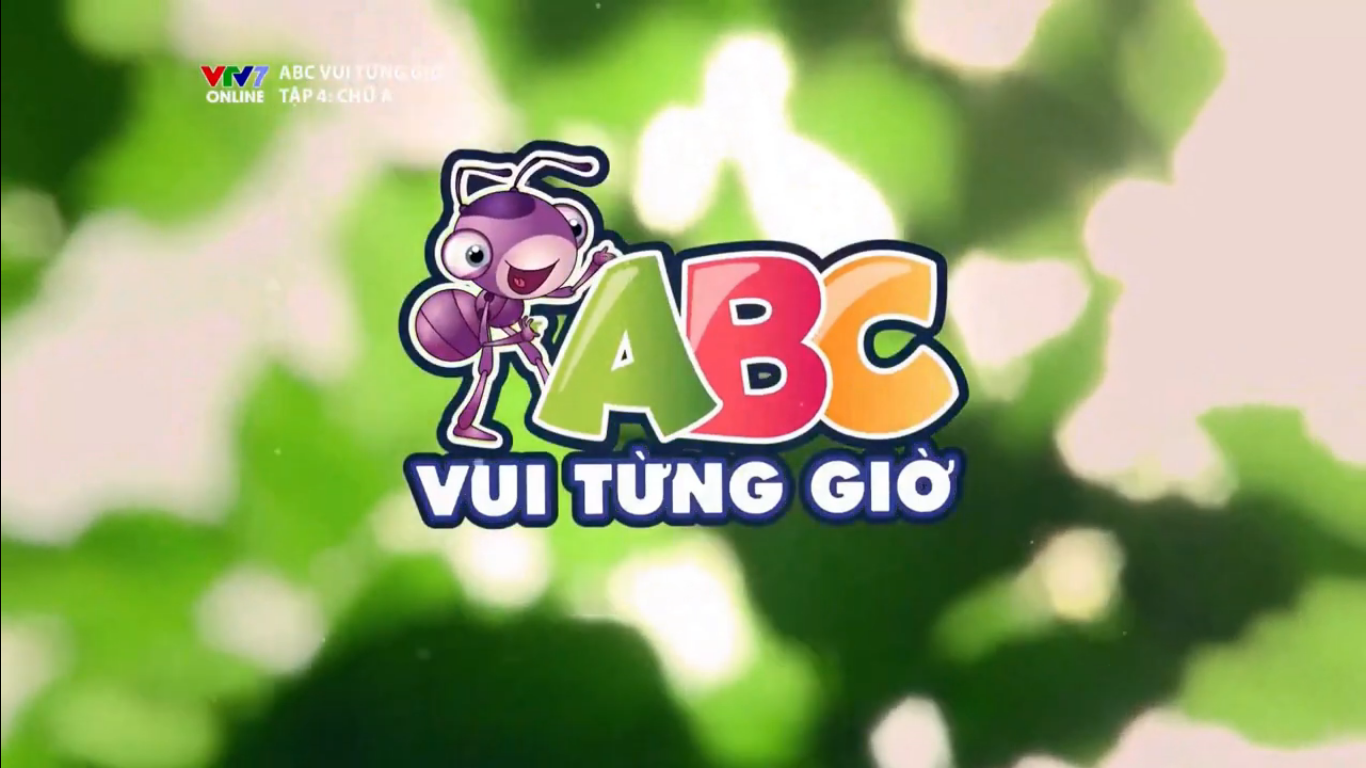 VTV7 ABC VUI TỪNG GIỜ
ONLINE TẬP 4: CHỮ A
ABC
VUI TỪNG GIỜ